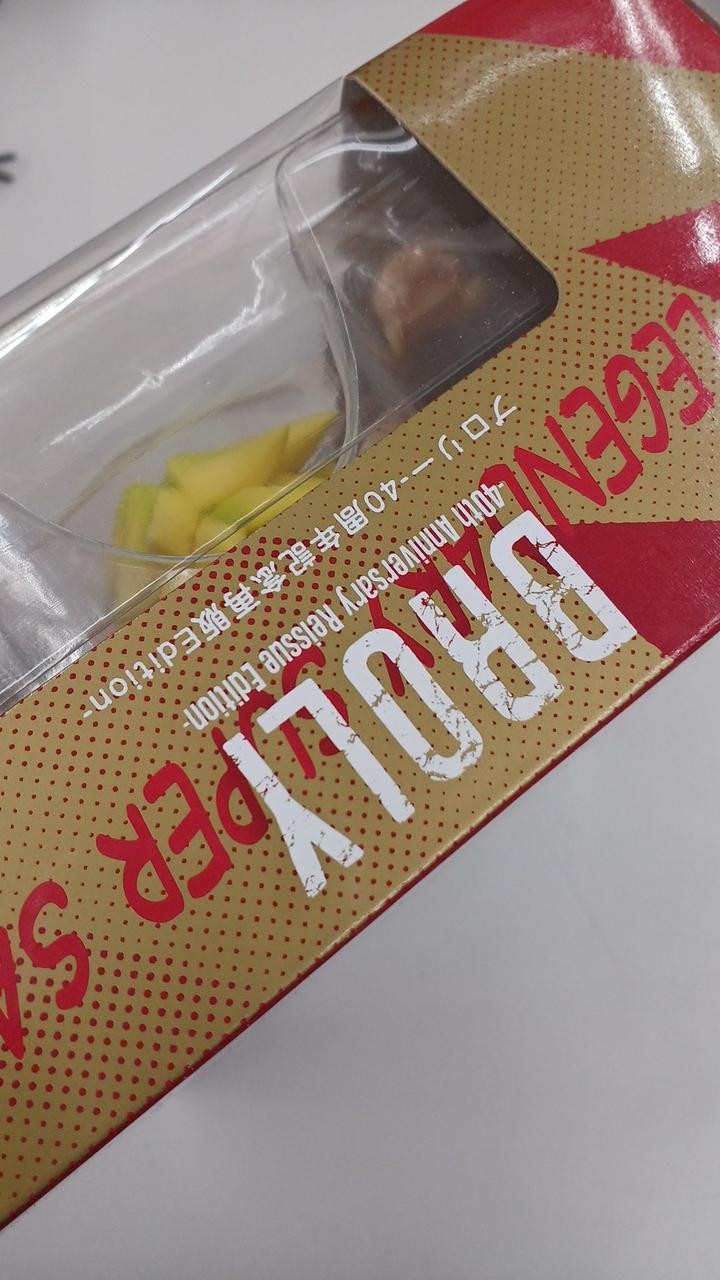 LEGENDARY SUPER SA
BROLY
-40th Anniversary Reissue Edition-
ブロリー-40周年記念再販Edition-